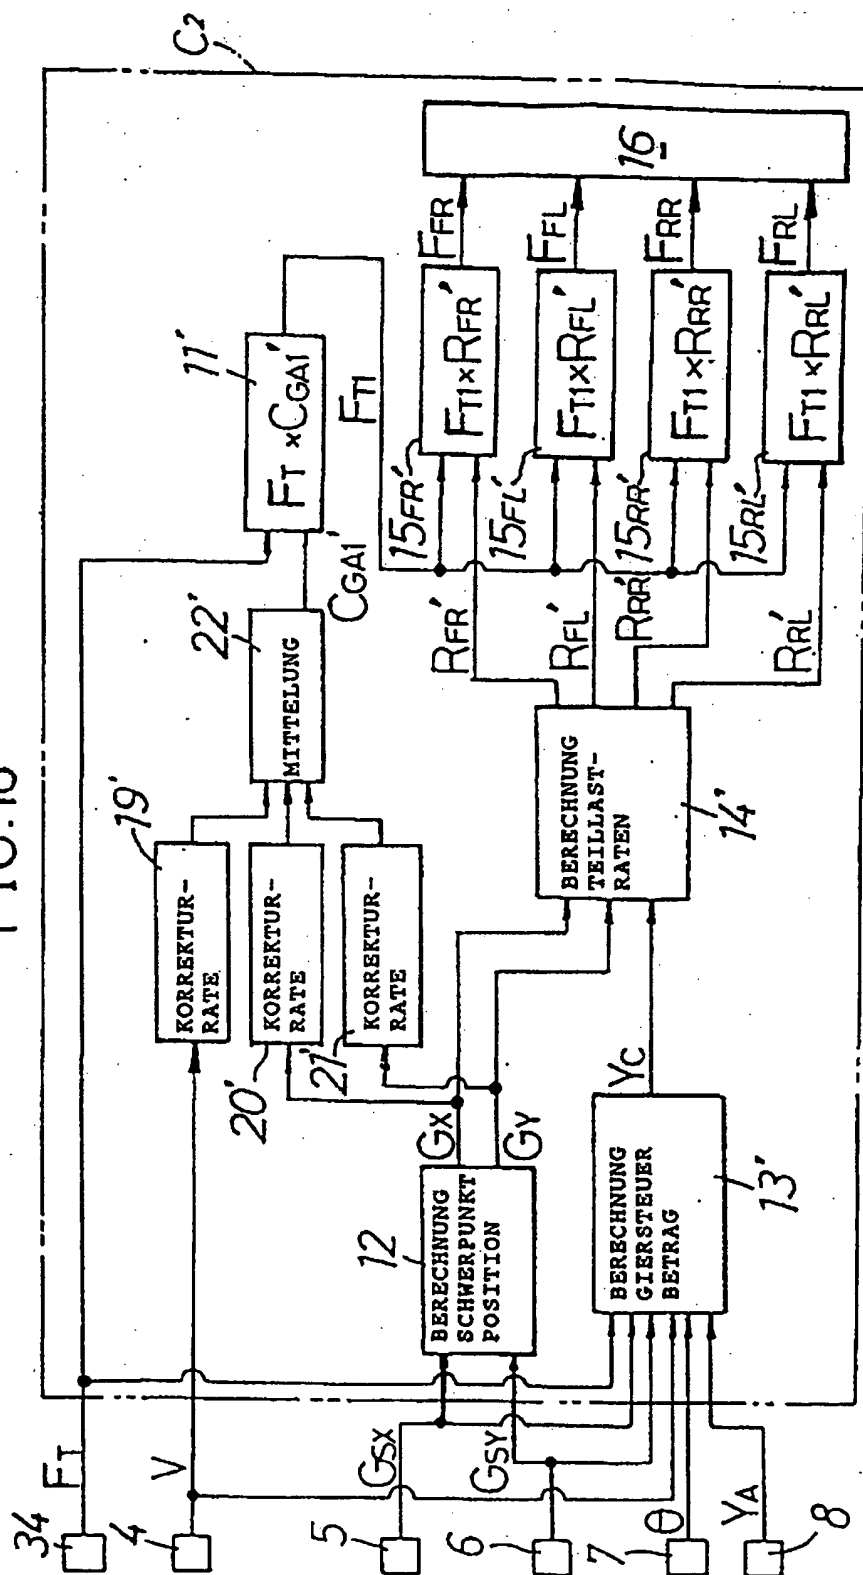 C2
34
FT
4
V
5
GSX
6
GSY
7
θ
8
YA
19'
KORREKTUR-
RATE
20'
KORREKTUR-
RATE
21'
KORREKTUR-
RATE
22'
MITTELUNG
CGA1'
11'
FT × CGA1'
FT1
12
BERECHNUNG
SCHWERPUNKT
POSITION
GX
GY
13'
BERECHNUNG
GIERSTEUER
BETRAG
YC
14'
BERECHNUNG
TEILLAST-
RATEN
RFR'
RFL'
RRR'
RRL'
15FR'
FT1×RFR'
15FL'
FT1×RFL'
15RR'
FT1×RRR'
15RL'
FT1×RRL'
FFR
FFL
FRR
FRL
16